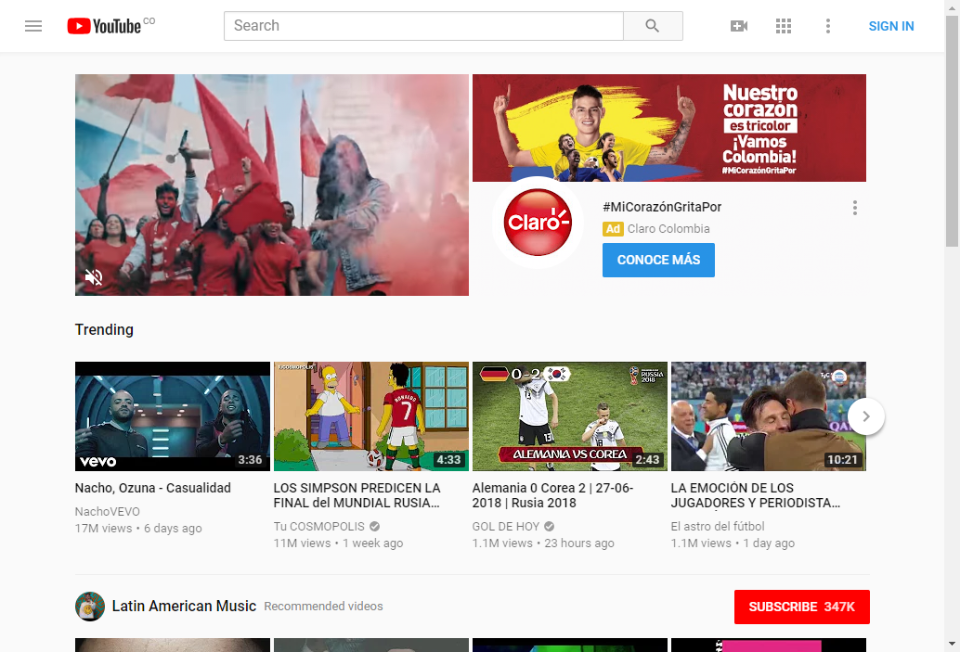 YouTube CO
Search
SIGN IN
Nuestro
corazón
es tricolor
¡Vamos
Colombia!
#MiCorazónGritaPor
Claro
#MiCorazónGritaPor
Ad Claro Colombia
CONOCE MÁS
Trending
vevo
3:36
RONALDO
7
4:33
0 2
RUSSIA
2018
13
ALEMANIA VS COREA
2:43
10:21
Nacho, Ozuna - Casualidad
NachoVEVO
17M views • 6 days ago
LOS SIMPSON PREDICEN LA
FINAL del MUNDIAL RUSIA...
Tu COSMOPOLIS
11M views • 1 week ago
Alemania 0 Corea 2 | 27-06-
2018 | Rusia 2018
GOL DE HOY
1.1M views • 23 hours ago
LA EMOCIÓN DE LOS
JUGADORES Y PERIODISTA...
El astro del fútbol
1.1M views • 1 day ago
Latin American Music Recommended videos
SUBSCRIBE 347K